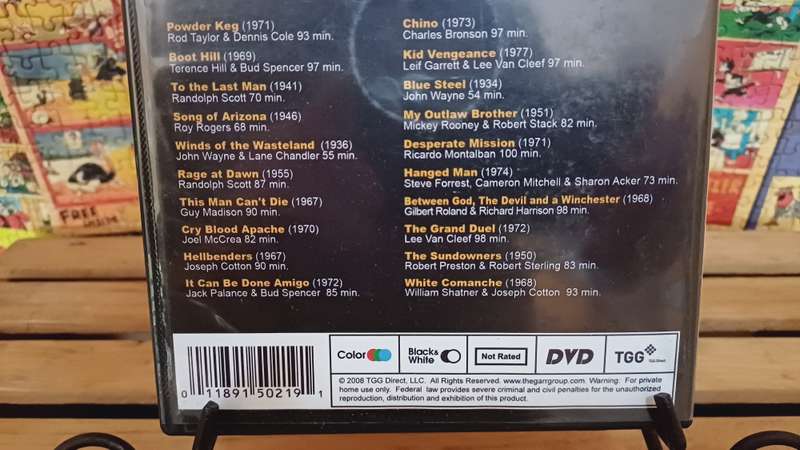 Powder Keg (1971)
Rod Taylor & Dennis Cole 93 min.
Boot Hill (1969)
Terence Hill & Bud Spencer 97 min.
To the Last Man (1941)
Randolph Scott 70 min.
Song of Arizona (1946)
Roy Rogers 68 min.
Winds of the Wasteland (1936)
John Wayne & Lane Chandler 55 min.
Rage at Dawn (1955)
Randolph Scott 87 min.
This Man Can't Die (1967)
Guy Madison 90 min.
Cry Blood Apache (1970)
Joel McCrea 82 min.
Hellbenders (1967)
Joseph Cotton 90 min.
It Can Be Done Amigo (1972)
Jack Palance & Bud Spencer 85 min.
Chino (1973)
Charles Bronson 97 min.
Kid Vengeance (1977)
Leif Garrett & Lee Van Cleef 97 min.
Blue Steel (1934)
John Wayne 54 min.
My Outlaw Brother (1951)
Mickey Rooney & Robert Stack 82 min.
Desperate Mission (1971)
Ricardo Montalban 100 min.
Hanged Man (1974)
Steve Forrest, Cameron Mitchell & Sharon Acker 73 min.
Between God, The Devil and a Winchester (1968)
Gilbert Roland & Richard Harrison 98 min.
The Grand Duel (1972)
Lee Van Cleef 98 min.
The Sundowners (1950)
Robert Preston & Robert Sterling 83 min.
White Comanche (1968)
William Shatner & Joseph Cotton 93 min.
FREE
0 11891 50219 1
Color
Black &
White
Not Rated
DVD
TGG
TGG Direct
© 2008 TGG Direct, LLC. All Rights Reserved. www.thegarrgroup.com. Warning: For private
home use only. Federal law provides severe criminal and civil penalties for the unauthorized
reproduction, distribution and exhibition of this product.